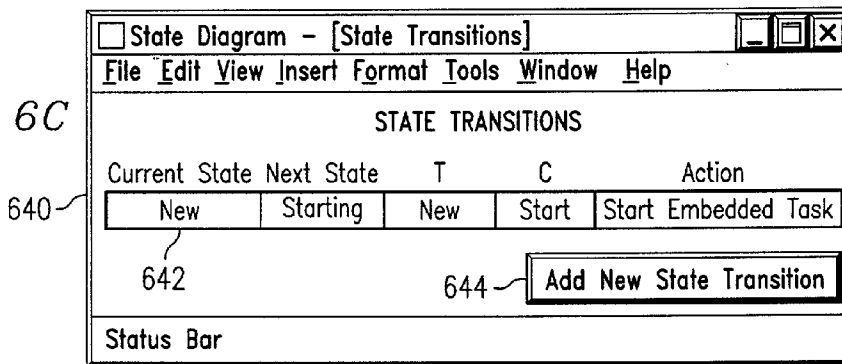 State Diagram – [State Transitions]
File Edit View Insert Format Tools Window Help
6C
STATE TRANSITIONS
Current State Next State T C Action
640
New Starting New Start Start Embedded Task
642
644
Add New State Transition
Status Bar